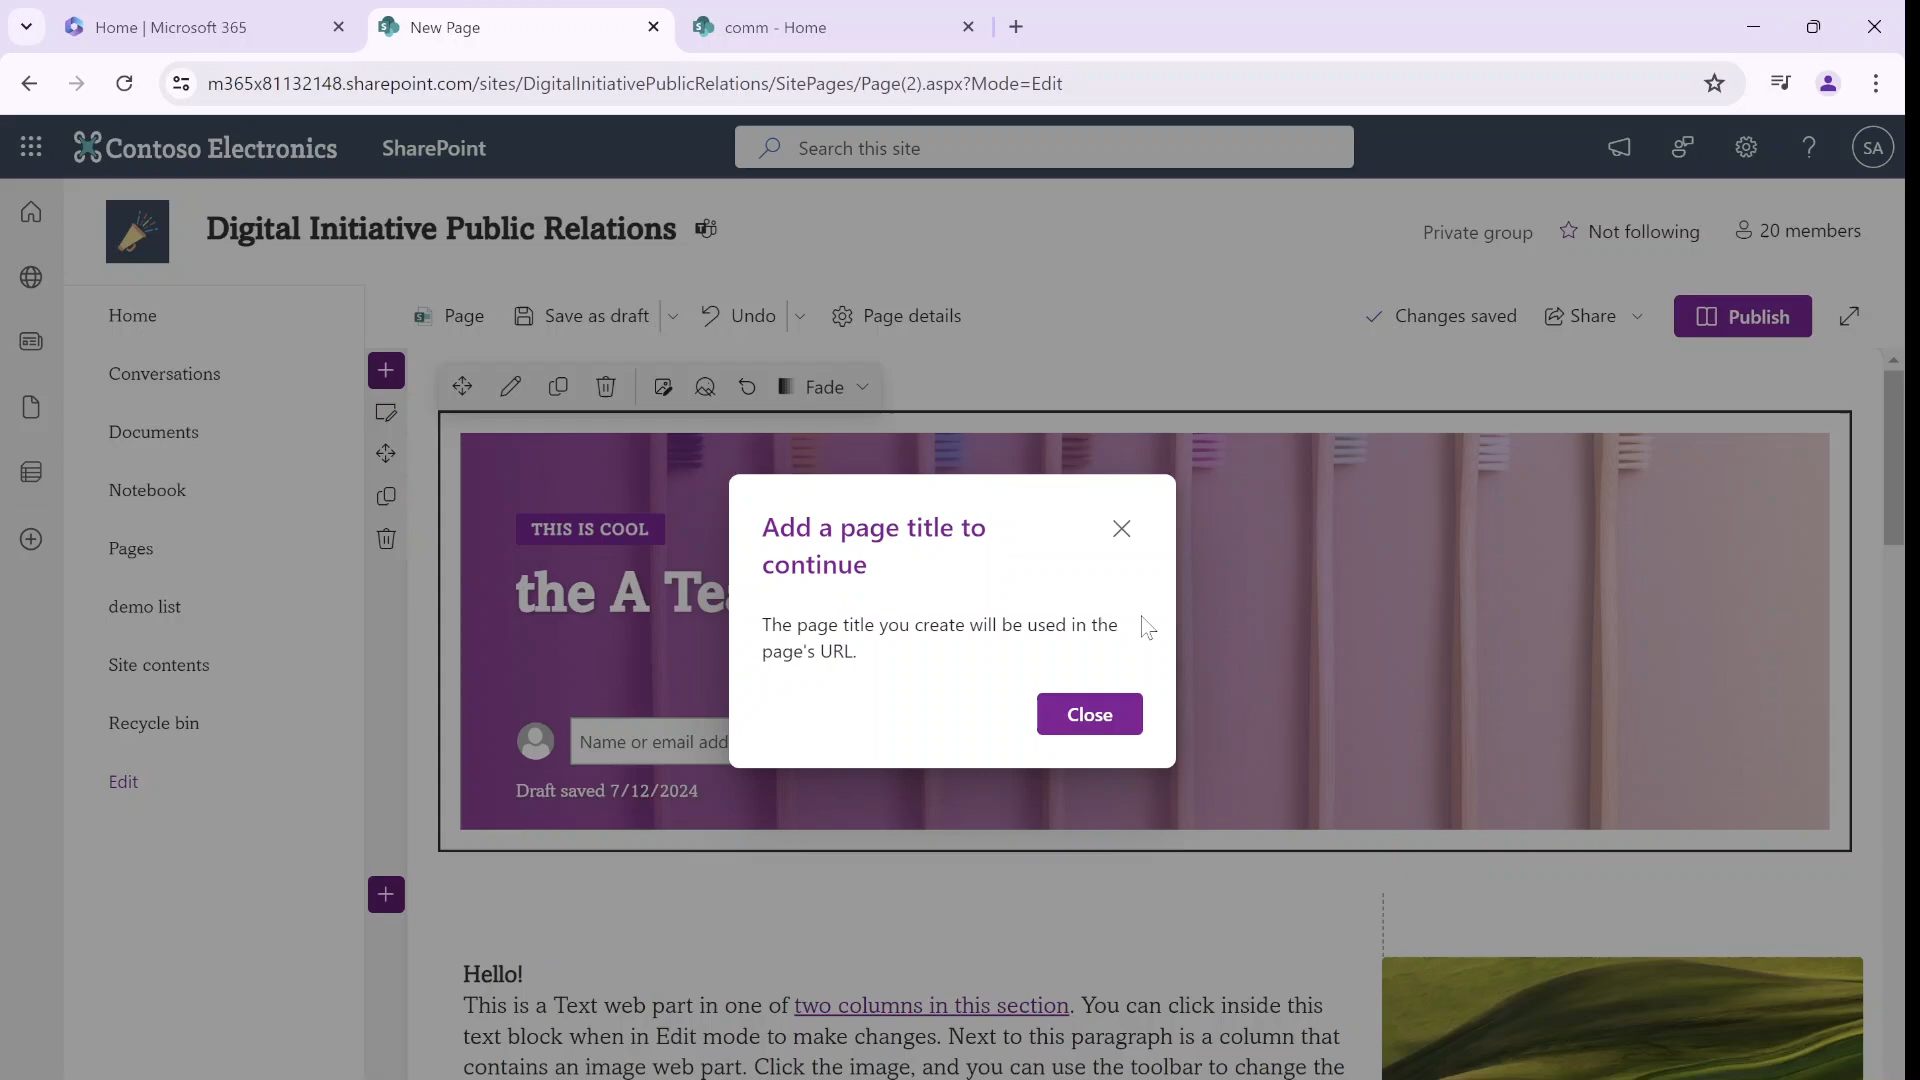 Home | Microsoft 365
New Page
comm - Home
m365x81132148.sharepoint.com/sites/DigitalInitiativePublicRelations/SitePages/Page(2).aspx?Mode=Edit
Contoso Electronics
SharePoint
Search this site
SA
Digital Initiative Public Relations
Private group
Not following
20 members
Home
Conversations
Documents
Notebook
Pages
demo list
Site contents
Recycle bin
Edit
Page
Save as draft
Undo
Page details
Changes saved
Share
Publish
Fade
THIS IS COOL
the A Te
Name or email add
Draft saved 7/12/2024
Add a page title to
continue
The page title you create will be used in the
page's URL.
Close
Hello!
This is a Text web part in one of two columns in this section. You can click inside this
text block when in Edit mode to make changes. Next to this paragraph is a column that
contains an image web part. Click the image, and you can use the toolbar to change the